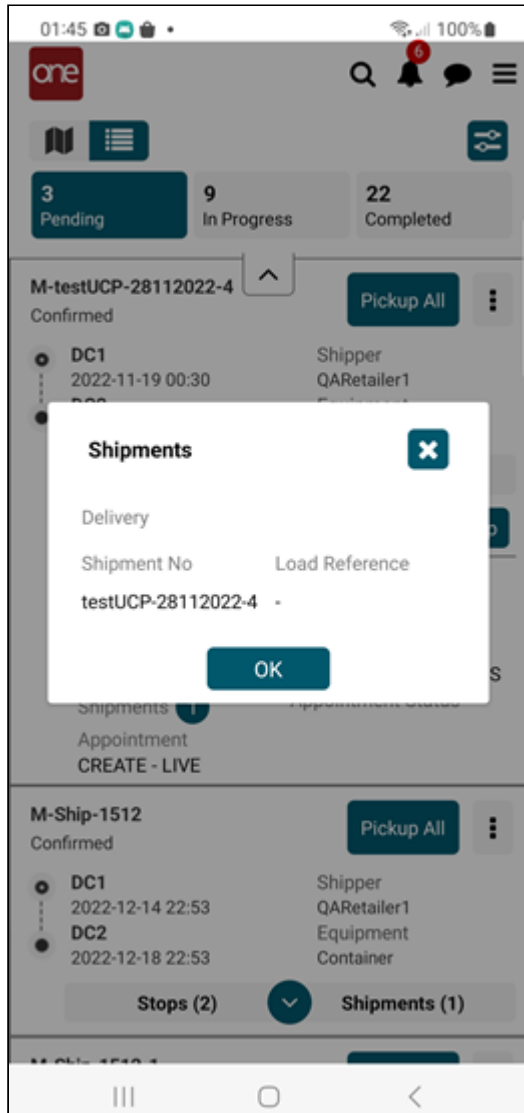 01:45 100%
one 6
3 9 22
Pending In Progress Completed
M-testUCP-28112022-4 Pickup All
Confirmed
DC1 Shipper
2022-11-19 00:30 QARetailer1
Shipments
Delivery
Shipment No Load Reference
testUCP-28112022-4 -
OK
S
Shipments 1 Appointment Status
Appointment
CREATE - LIVE
M-Ship-1512 Pickup All
Confirmed
DC1 Shipper
2022-12-14 22:53 QARetailer1
DC2 Equipment
2022-12-18 22:53 Container
Stops (2) Shipments (1)